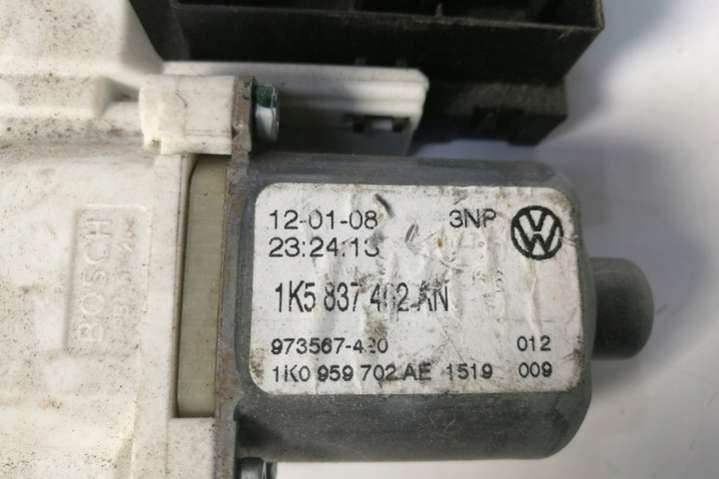 12-01-08 3NP
23:24:13
1K5 837 402 AN
973567-420 012
1K0 959 702 AE 1519 009
BOSCH